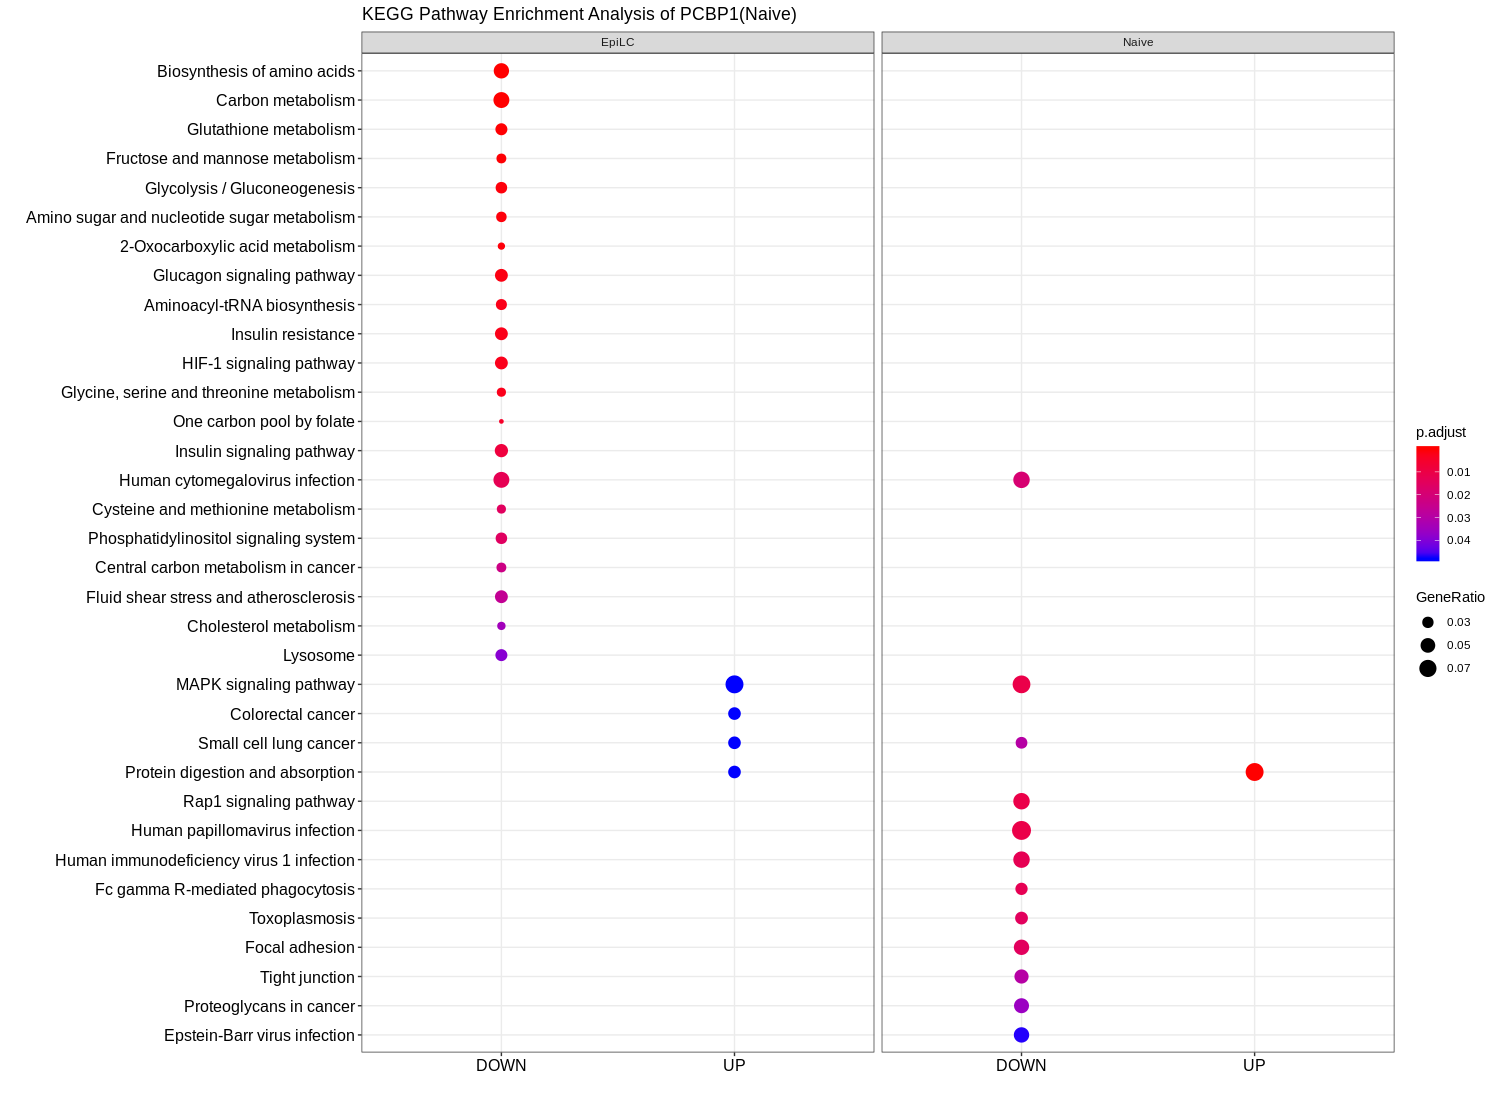 KEGG Pathway Enrichment Analysis of PCBP1(Naive)
EpiLC
Naive
Biosynthesis of amino acids
Carbon metabolism
Glutathione metabolism
Fructose and mannose metabolism
Glycolysis / Gluconeogenesis
Amino sugar and nucleotide sugar metabolism
2-Oxocarboxylic acid metabolism
Glucagon signaling pathway
Aminoacyl-tRNA biosynthesis
Insulin resistance
HIF-1 signaling pathway
Glycine, serine and threonine metabolism
One carbon pool by folate
Insulin signaling pathway
Human cytomegalovirus infection
Cysteine and methionine metabolism
Phosphatidylinositol signaling system
Central carbon metabolism in cancer
Fluid shear stress and atherosclerosis
Cholesterol metabolism
Lysosome
MAPK signaling pathway
Colorectal cancer
Small cell lung cancer
Protein digestion and absorption
Rap1 signaling pathway
Human papillomavirus infection
Human immunodeficiency virus 1 infection
Fc gamma R-mediated phagocytosis
Toxoplasmosis
Focal adhesion
Tight junction
Proteoglycans in cancer
Epstein-Barr virus infection
DOWN
UP
DOWN
UP
p.adjust
0.01
0.02
0.03
0.04
GeneRatio
0.03
0.05
0.07